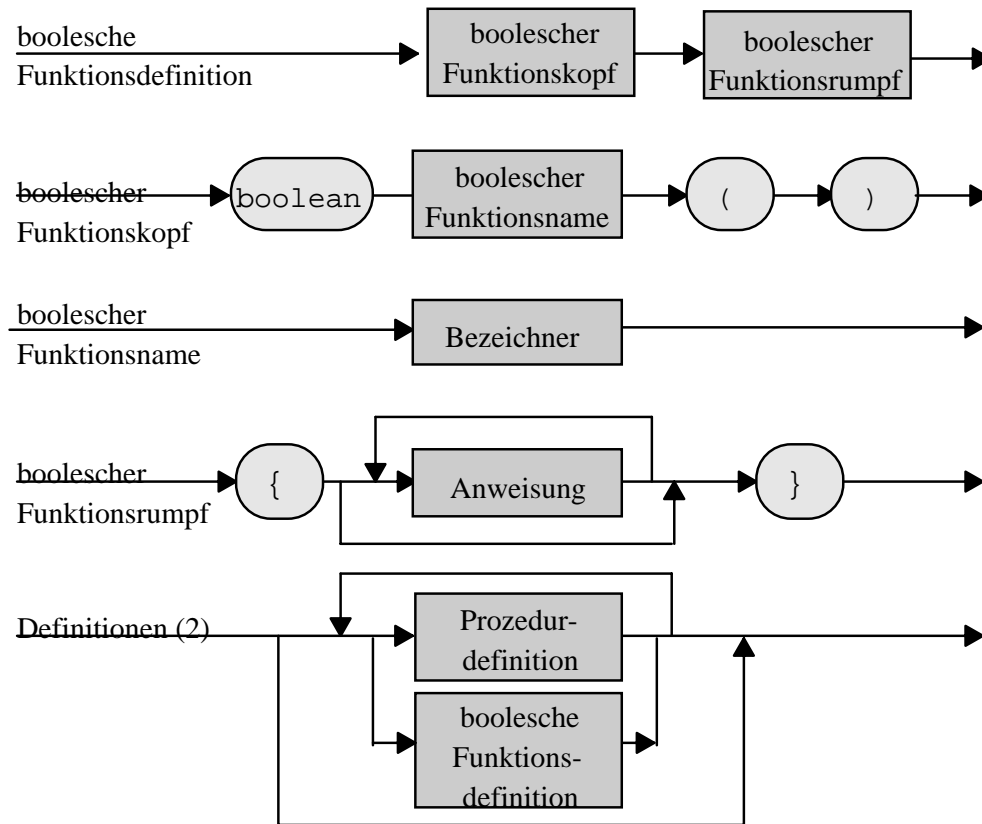 boolesche
Funktionsdefinition
boolescher
Funktionskopf
boolescher
Funktionsrumpf
boolescher
Funktionskopf
boolean
boolescher
Funktionsname
(
)
boolescher
Funktionsname
Bezeichner
boolescher
Funktionsrumpf
{
Anweisung
}
Definitionen (2)
Prozedur-
definition
boolesche
Funktions-
definition